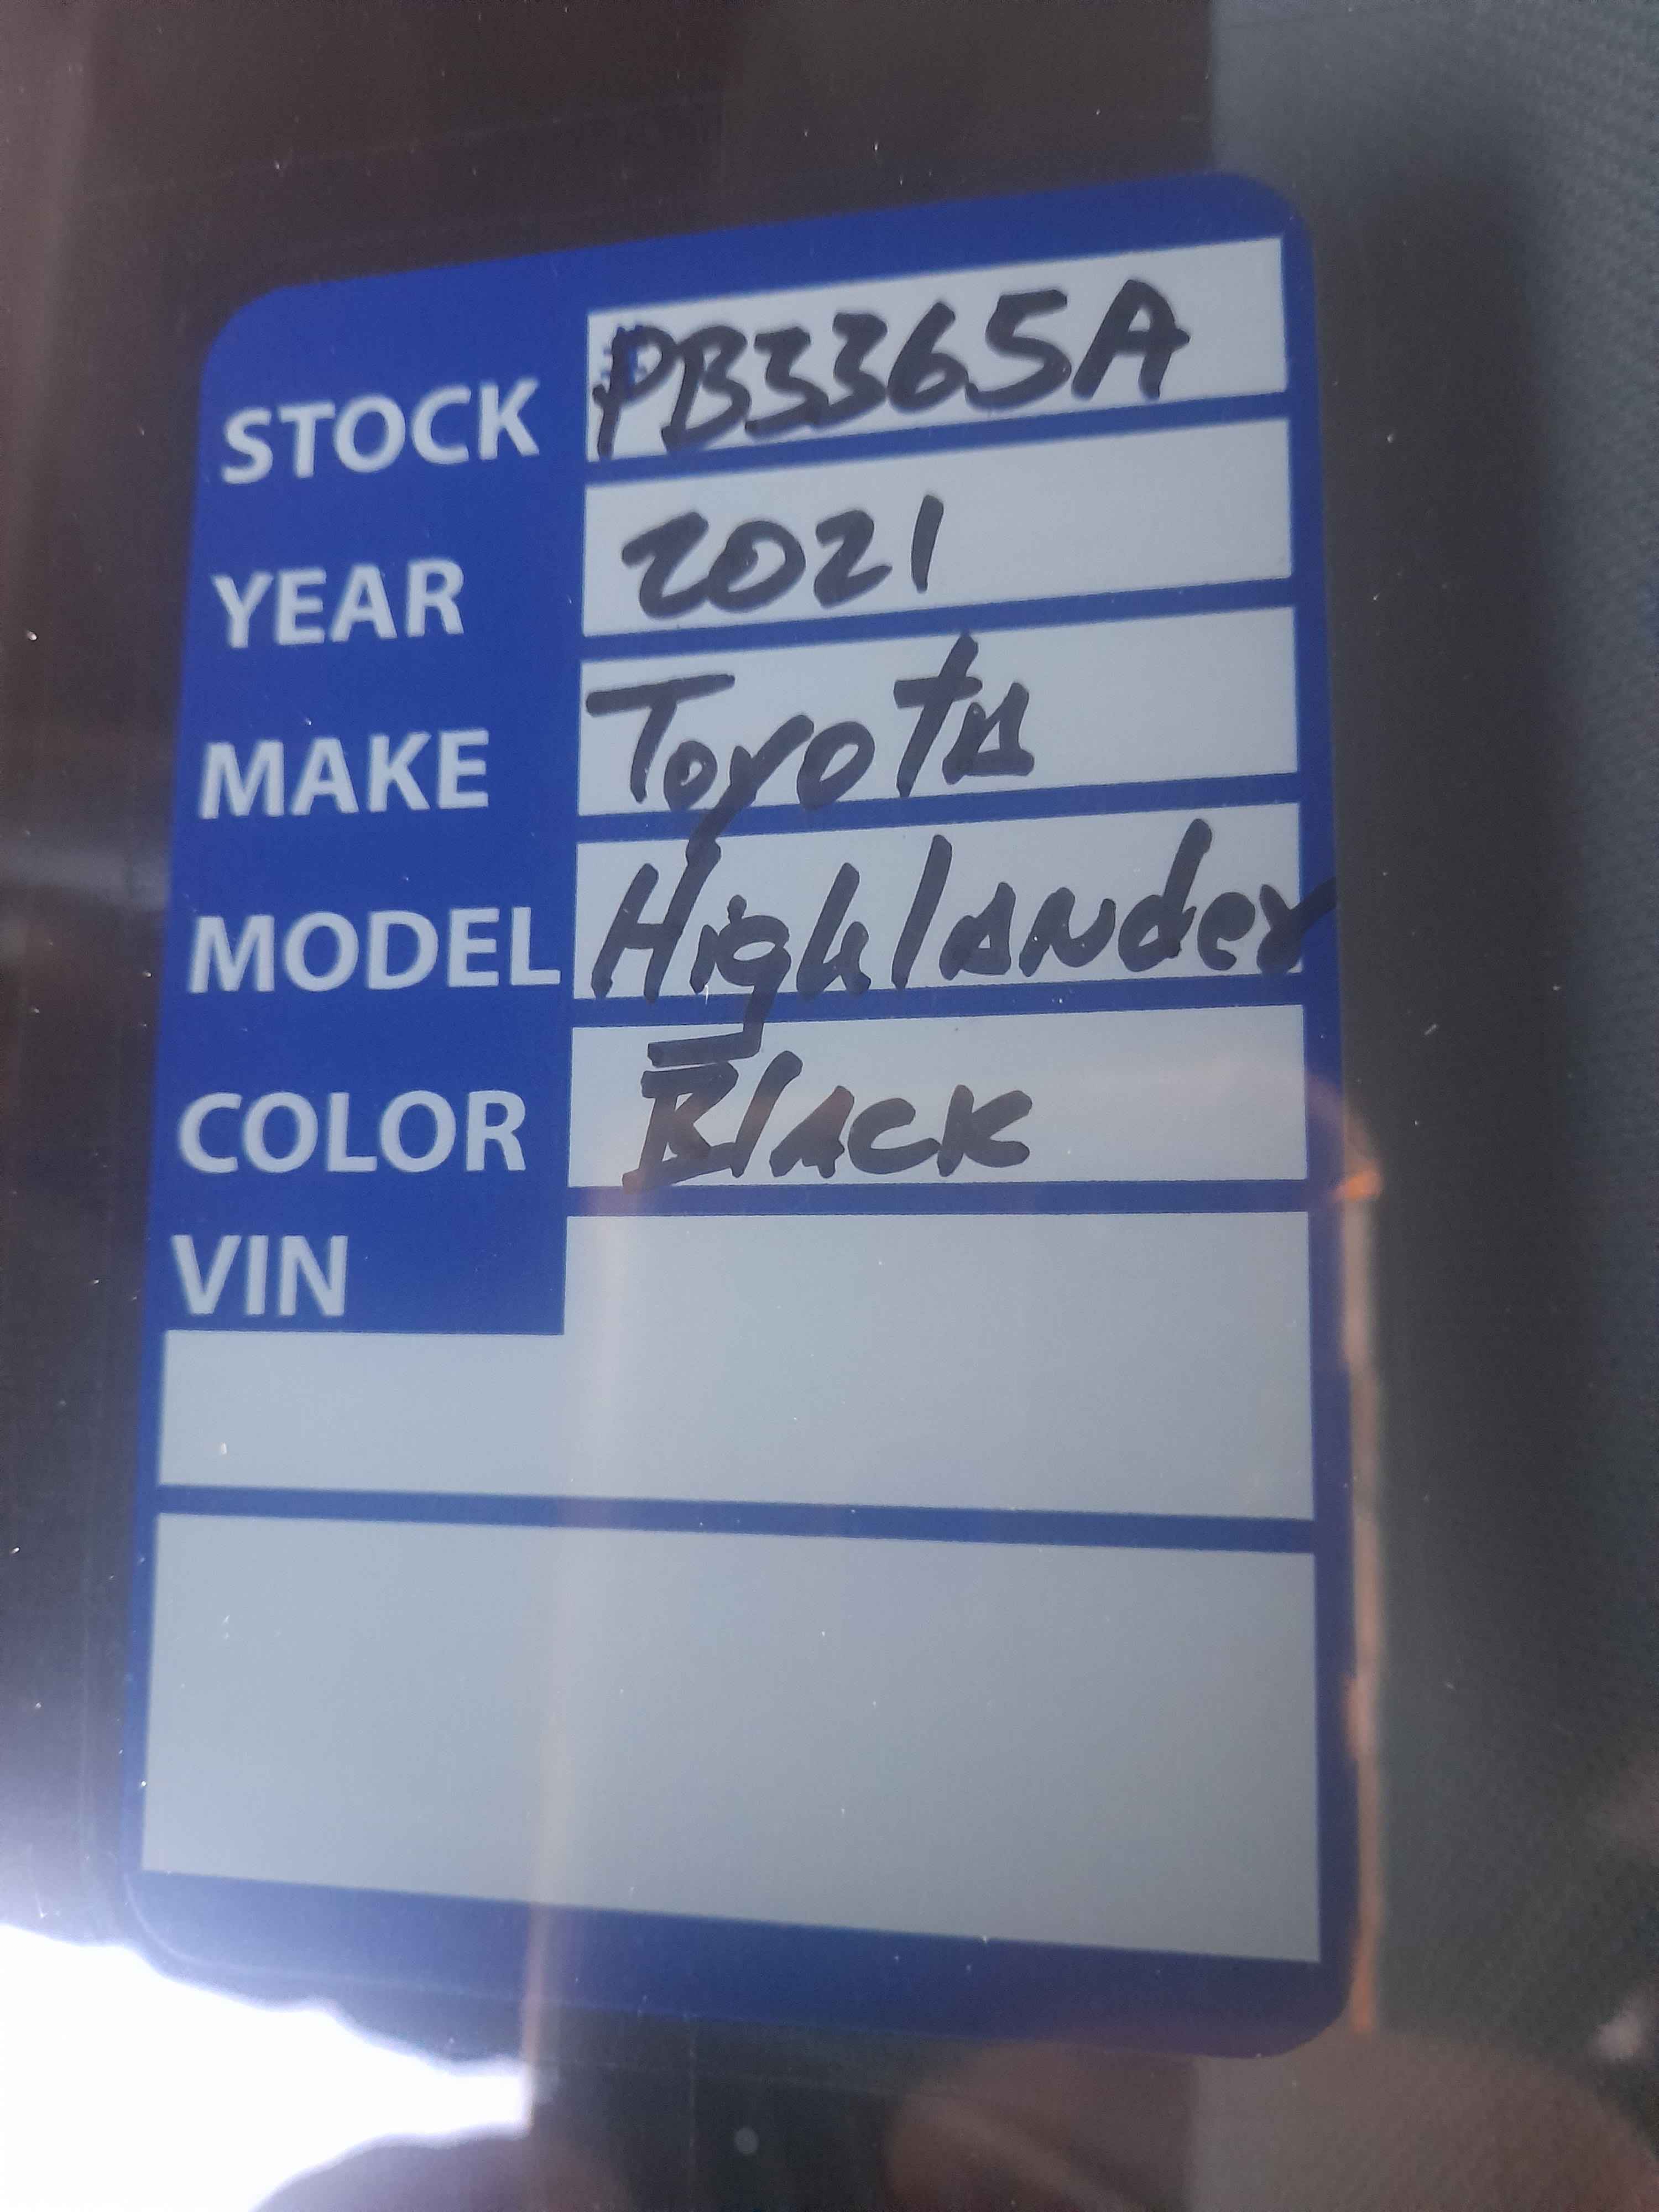 STOCK #PB3365A
YEAR 2021
MAKE Toyota
MODEL Highlander
COLOR Black
VIN